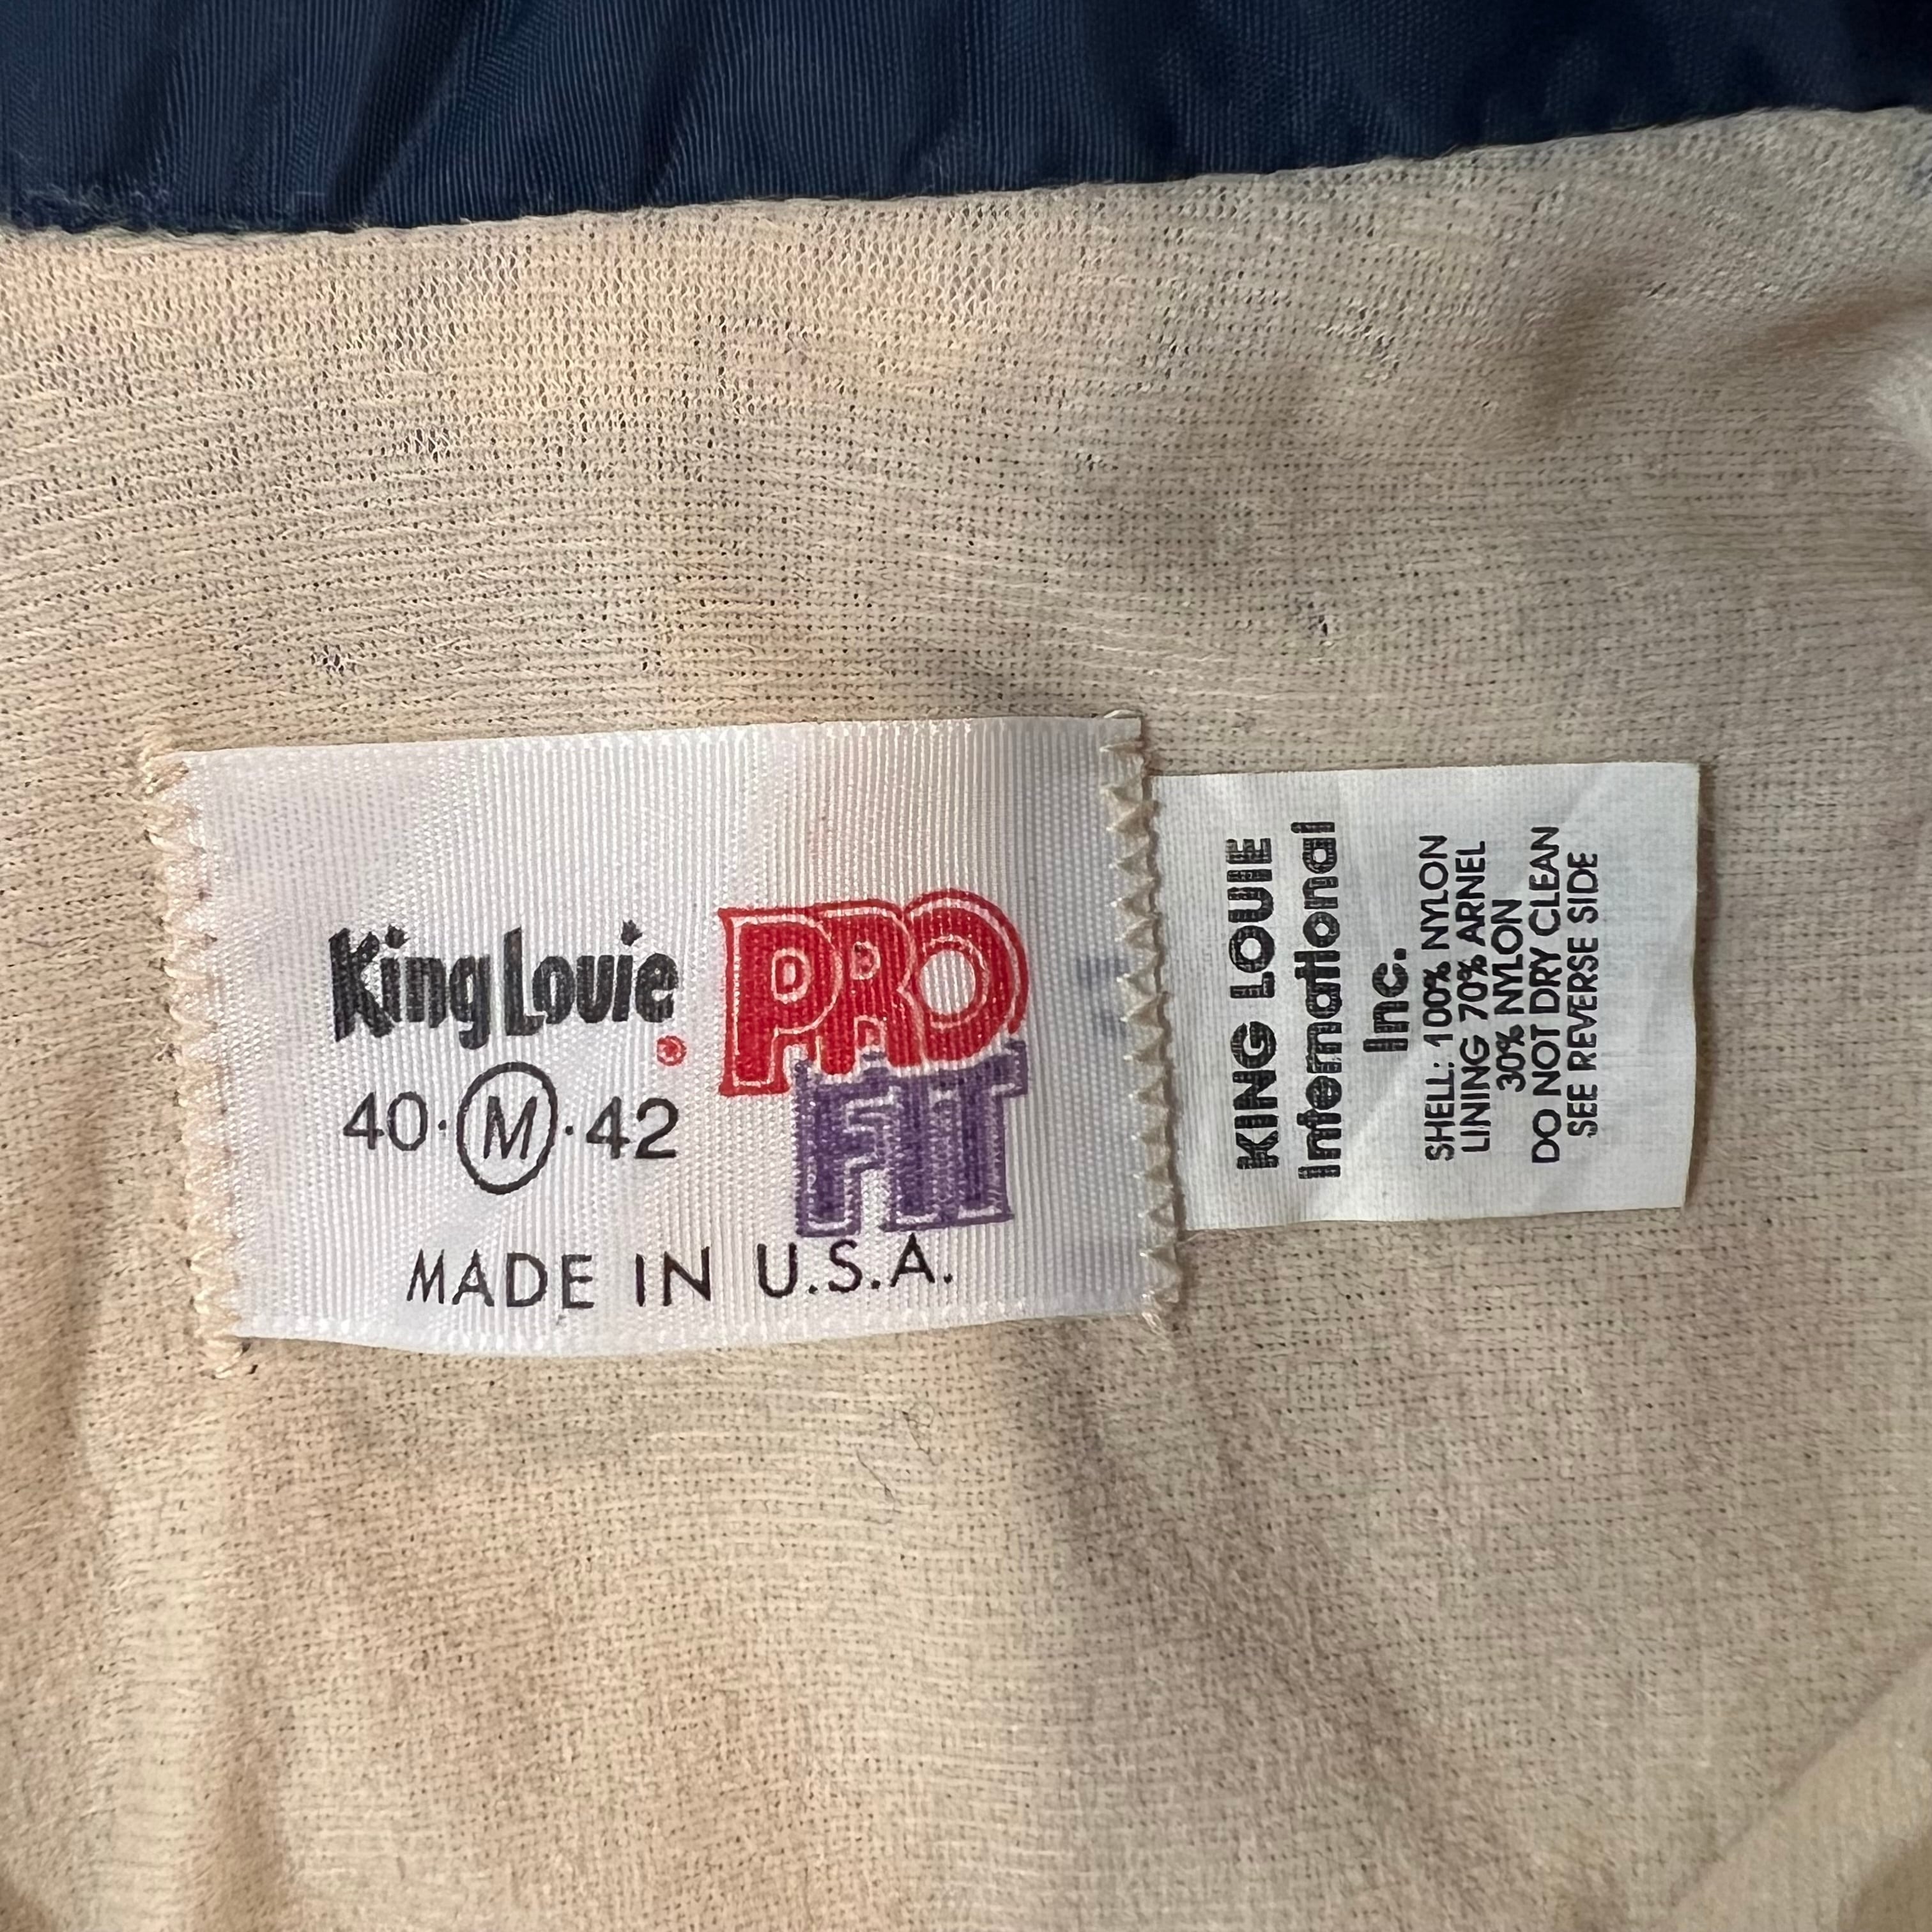 King Louie
PRO
FIT
40·M·42
MADE IN U.S.A.
KING LOUIE
International
Inc.
SHELL: 100% NYLON
LINING 70% ARNEL
30% NYLON
DO NOT DRY CLEAN
SEE REVERSE SIDE